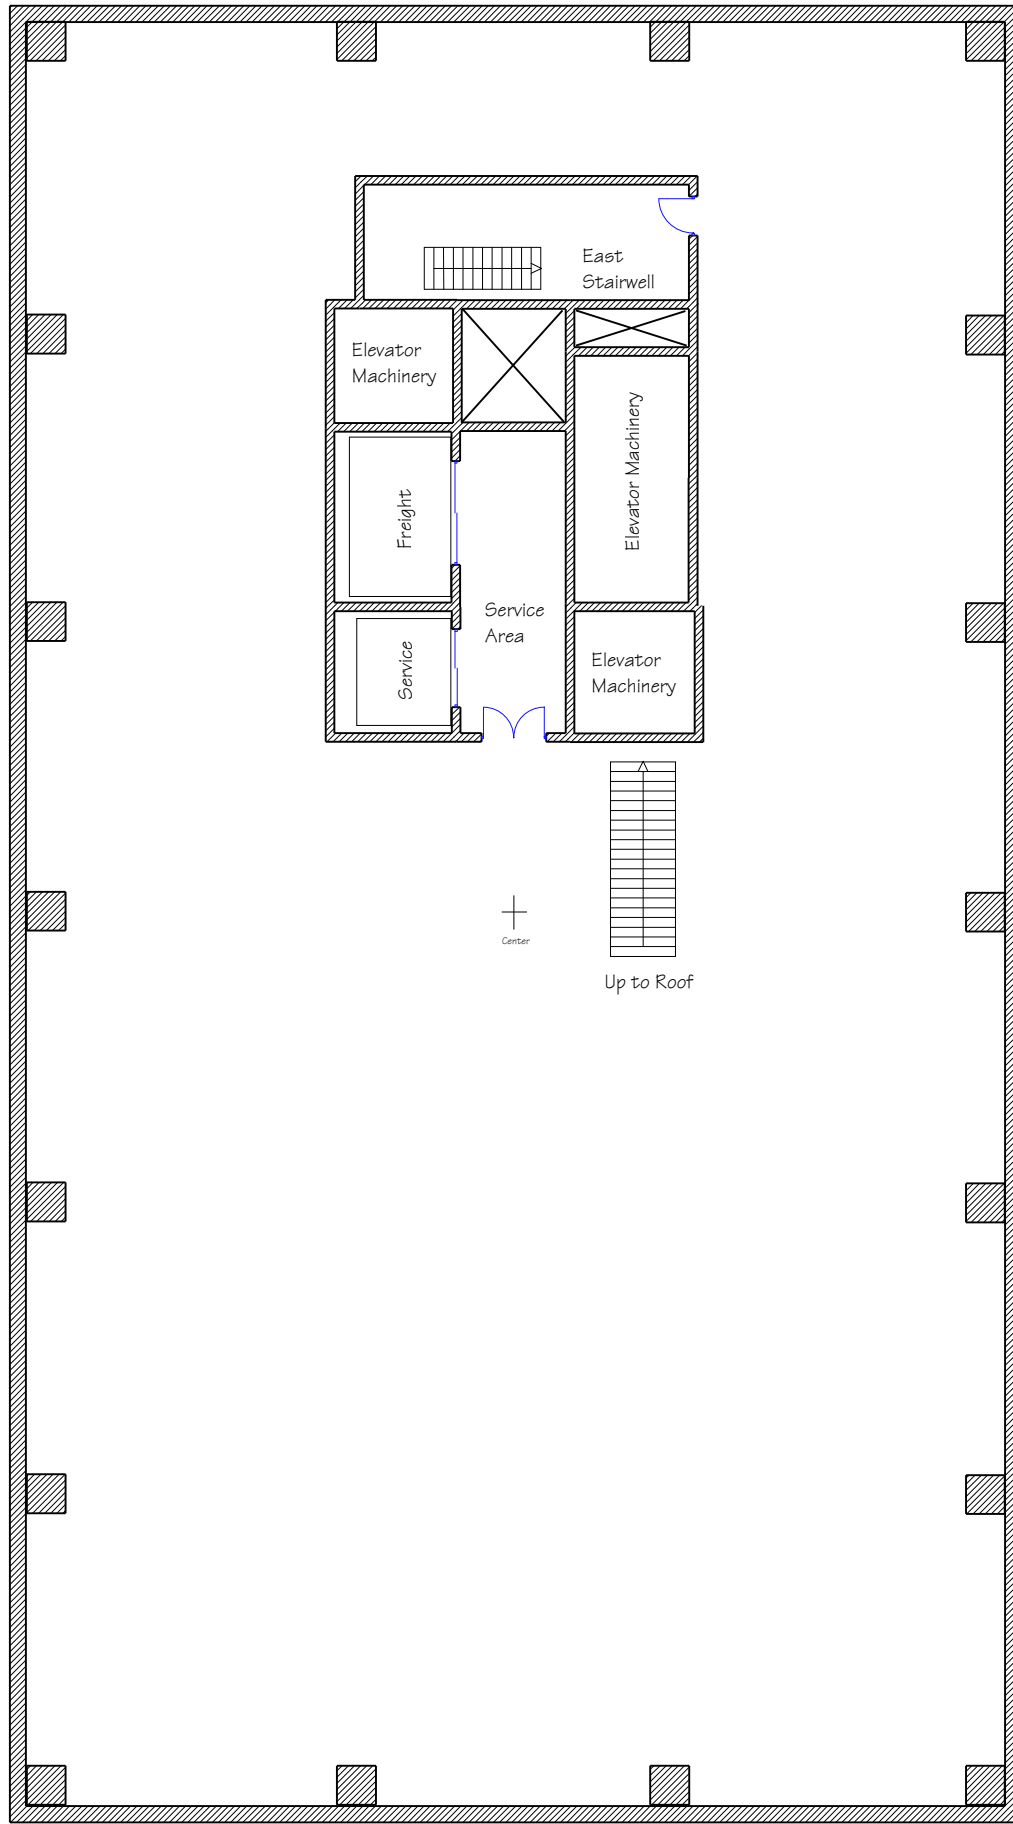 East
Stairwell
Elevator
Machinery
Elevator Machinery
Freight
Service
Area
Service
Elevator
Machinery
Center
Up to Roof